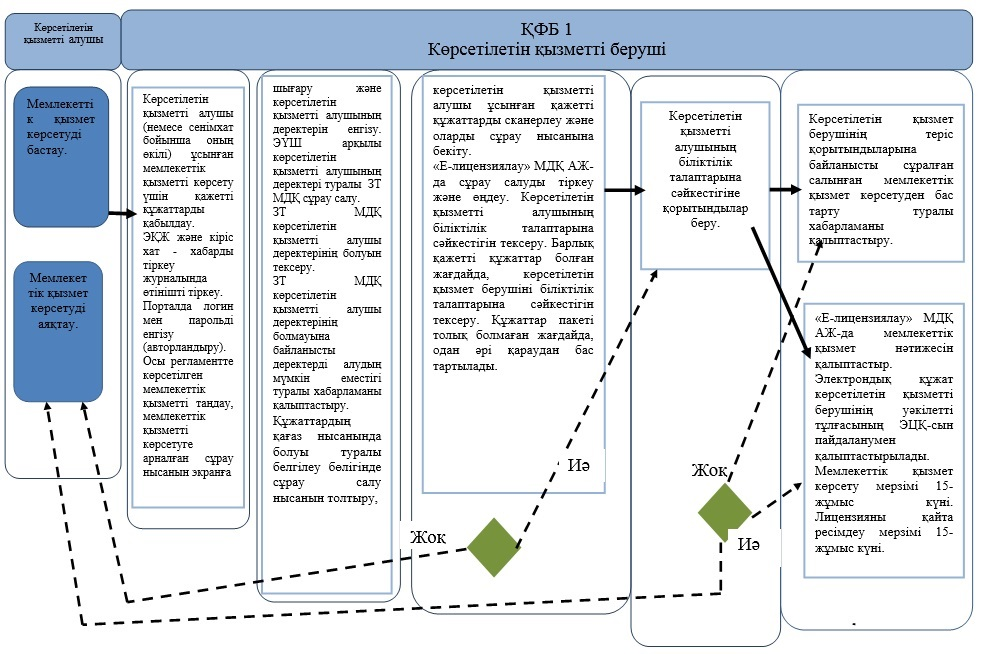 Көрсетілетін
қызметті алушы
ҚФБ 1
Көрсетілетін қызметті беруші
Мемлекетті
к қызмет
көрсетуді
бастау.
Мемлекет
тік қызмет
көрсетуді
аяқтау.
Көрсетілетін
қызметті алушы
(немесе сенімхат
бойынша оның
өкілі) ұсынған
мемлекеттік
қызметті көрсету
үшін қажетті
құжаттарды
қабылдау.
ЭҚЖ және кіріс
хат - хабарды
тіркеу
журналында
өтінішті тіркеу.
Порталда логин
мен парольді
енгізу
(авторландыру).
Осы регламентте
көрсетілген
мемлекеттік
қызметті таңдау,
мемлекеттік
қызметті
көрсетуге
арналған сұрау
нысанын экранға
шығару және
көрсетілетін
қызметті алушының
деректерін енгізу.
ЭҮШ арқылы
көрсетілетін
қызметті алушының
деректері туралы ЗТ
МДҚ сұрау салу.
ЗТ МДҚ
көрсетілетін
қызметті алушы
деректерінің болуын
тексеру.
ЗТ МДҚ
көрсетілетін
қызметті алушы
деректерінің
болмауына
байланысты
деректерді алудың
мүмкін еместігі
туралы хабарламаны
қалыптастыру.
Құжаттардың
қағаз нысанында
болуы туралы
белгілеу бөлігінде
сұрау салу
нысанын толтыру,
көрсетілетін қызметті
алушы ұсынған қажетті
құжаттарды сканерлеу және
оларды сұрау нысанына
бекіту.
«Е-лицензиялау» МДҚ АЖ-
да сұрау салуды тіркеу
және өңдеу. Көрсетілетін
қызметті алушының
біліктілік талаптарына
сәйкестігін тексеру. Барлық
қажетті құжаттар болған
жағдайда, көрсетілетін
қызмет берушіні біліктілік
талаптарына сәйкестігін
тексеру. Құжаттар пакеті
толық болмаған жағдайда,
одан әрі қараудан бас
тартылады.
Көрсетілетін
қызметті
алушының
біліктілік
талаптарына
сәйкестігіне
қорытындылар
беру.
Көрсетілетін қызмет
берушінің теріс
қорытындыларына
байланысты сұралған
салынған мемлекеттік
қызмет көрсетуден бас
тарту туралы
хабарламаны
қалыптастыру.
«Е-лицензиялау» МДҚ
АЖ-да мемлекеттік
қызмет нәтижесін
қалыптастыр.
Электрондық құжат
көрсетілетін қызметті
берушінің уәкілетті
тұлғасының ЭЦҚ-сын
пайдаланумен
қалыптастырылады.
Мемлекеттік қызмет
көрсету мерзімі 15-
жұмыс күні.
Лицензияны қайта
ресімдеу мерзімі 15-
жұмыс күні.
Иә
Жоқ
Жоқ
Иә